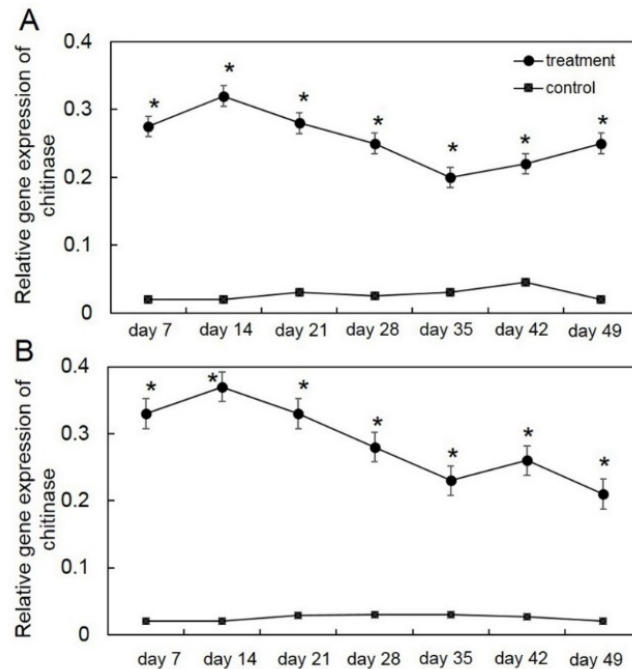 A
Relative gene expression of
chitinase
0.4
0.3
0.2
0.1
0
* * * * * * *
treatment
control
day 7 day 14 day 21 day 28 day 35 day 42 day 49
B
Relative gene expression of
chitinase
0.4
0.3
0.2
0.1
0
* * * * * * *
day 7 day 14 day 21 day 28 day 35 day 42 day 49